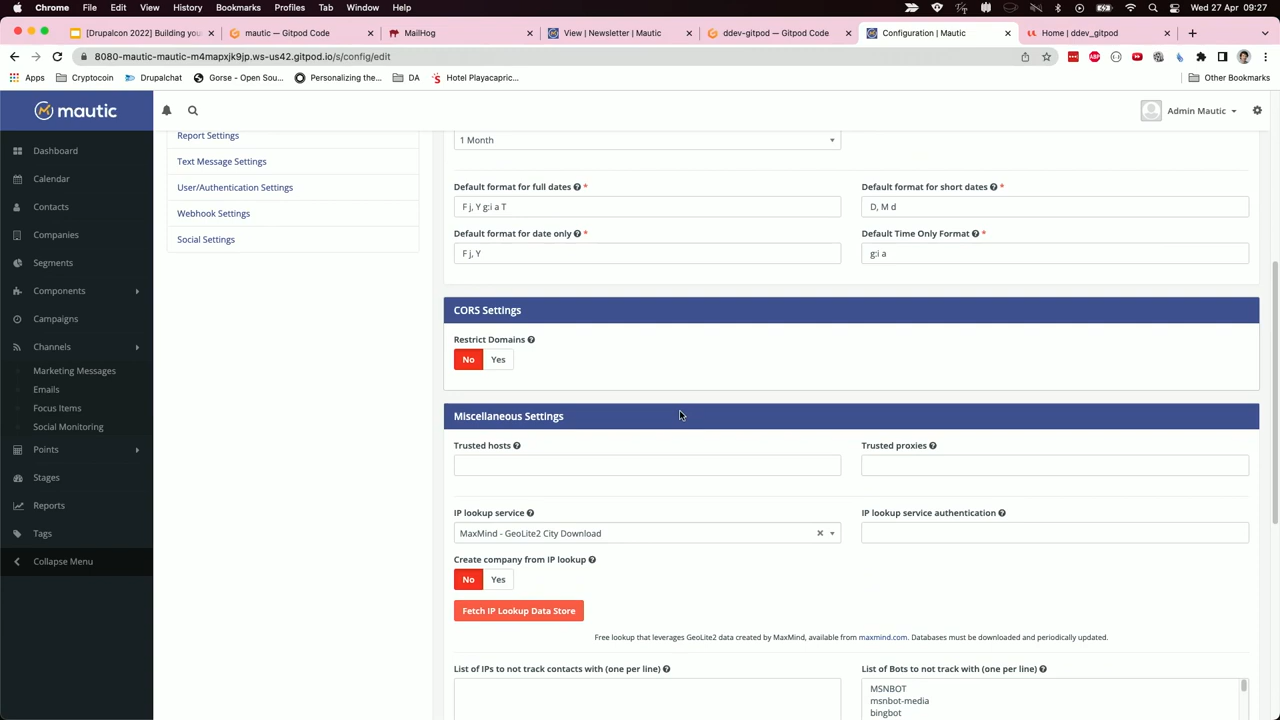 Chrome File Edit View History Bookmarks Profiles Tab Window Help Wed 27 Apr 09:27
[Drupalcon 2022] Building your mautic — Gitpod Code MailHog View | Newsletter | Mautic ddev-gitpod — Gitpod Code Configuration | Mautic Home | ddev_gitpod
8080-mautic-mautic-m4mapxjk9jp.ws-us42.gitpod.io/s/config/edit
Apps Cryptocoin Drupalchat Gorse - Open Sou... Personalizing the... DA Hotel Playacapric... Other Bookmarks
mautic
Admin Mautic
Dashboard
Calendar
Contacts
Companies
Segments
Components
Campaigns
Channels
Marketing Messages
Emails
Focus Items
Social Monitoring
Points
Stages
Reports
Tags
Collapse Menu
Report Settings
Text Message Settings
User/Authentication Settings
Webhook Settings
Social Settings
1 Month
Default format for full dates * Default format for short dates *
F j, Y g:i a T D, M d
Default format for date only * Default Time Only Format *
F j, Y g:i a
CORS Settings
Restrict Domains
No Yes
Miscellaneous Settings
Trusted hosts Trusted proxies
IP lookup service IP lookup service authentication
MaxMind - GeoLite2 City Download
Create company from IP lookup
No Yes
Fetch IP Lookup Data Store
Free lookup that leverages GeoLite2 data created by MaxMind, available from maxmind.com. Databases must be downloaded and periodically updated.
List of IPs to not track contacts with (one per line) List of Bots to not track with (one per line)
MSNBOT
msnbot-media
bingbot